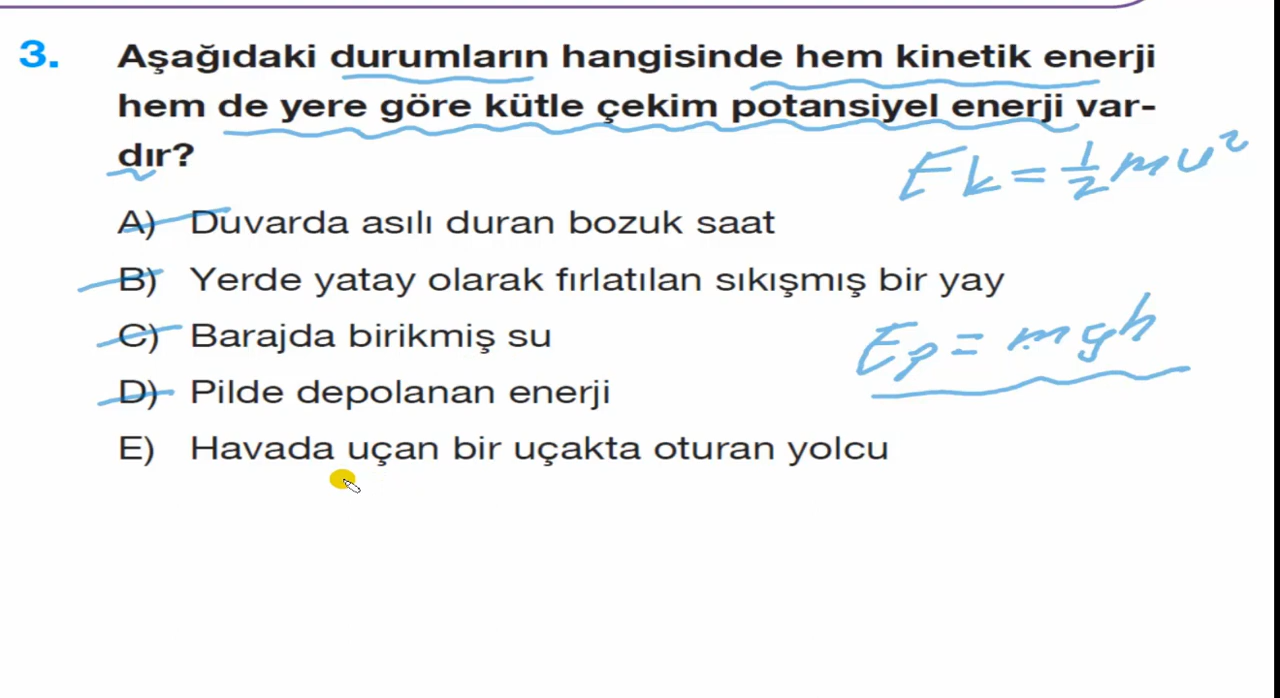 3. Aşağıdaki durumların hangisinde hem kinetik enerji
hem de yere göre kütle çekim potansiyel enerji var-
dır?
Ek = 1/2 mu²
A) Duvarda asılı duran bozuk saat
B) Yerde yatay olarak fırlatılan sıkışmış bir yay
C) Barajda birikmiş su
Ep = mgh
D) Pilde depolanan enerji
E) Havada uçan bir uçakta oturan yolcu